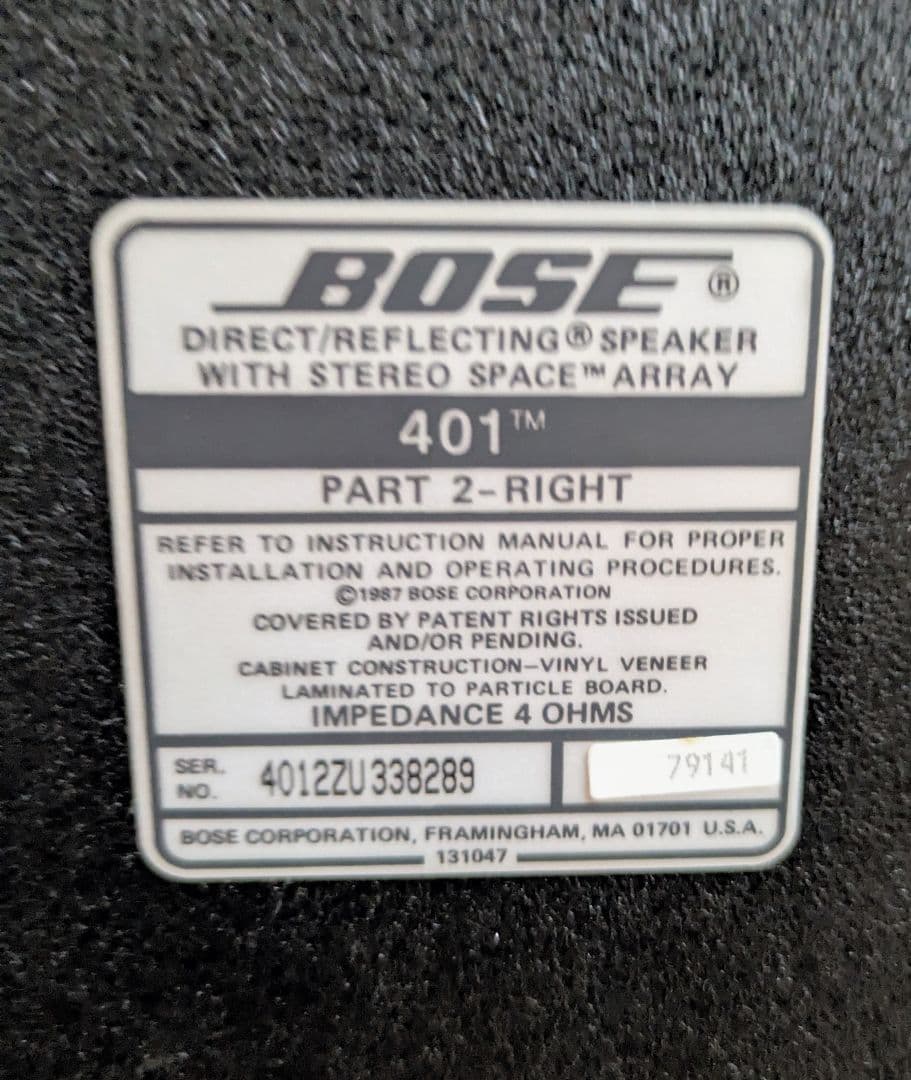 BOSE®
DIRECT/REFLECTING® SPEAKER
WITH STEREO SPACE™ ARRAY
401™
PART 2-RIGHT
REFER TO INSTRUCTION MANUAL FOR PROPER
INSTALLATION AND OPERATING PROCEDURES.
©1987 BOSE CORPORATION
COVERED BY PATENT RIGHTS ISSUED
AND/OR PENDING.
CABINET CONSTRUCTION–VINYL VENEER
LAMINATED TO PARTICLE BOARD.
IMPEDANCE 4 OHMS
SER. NO. 4012ZU338289
79141
BOSE CORPORATION, FRAMINGHAM, MA 01701 U.S.A.
131047